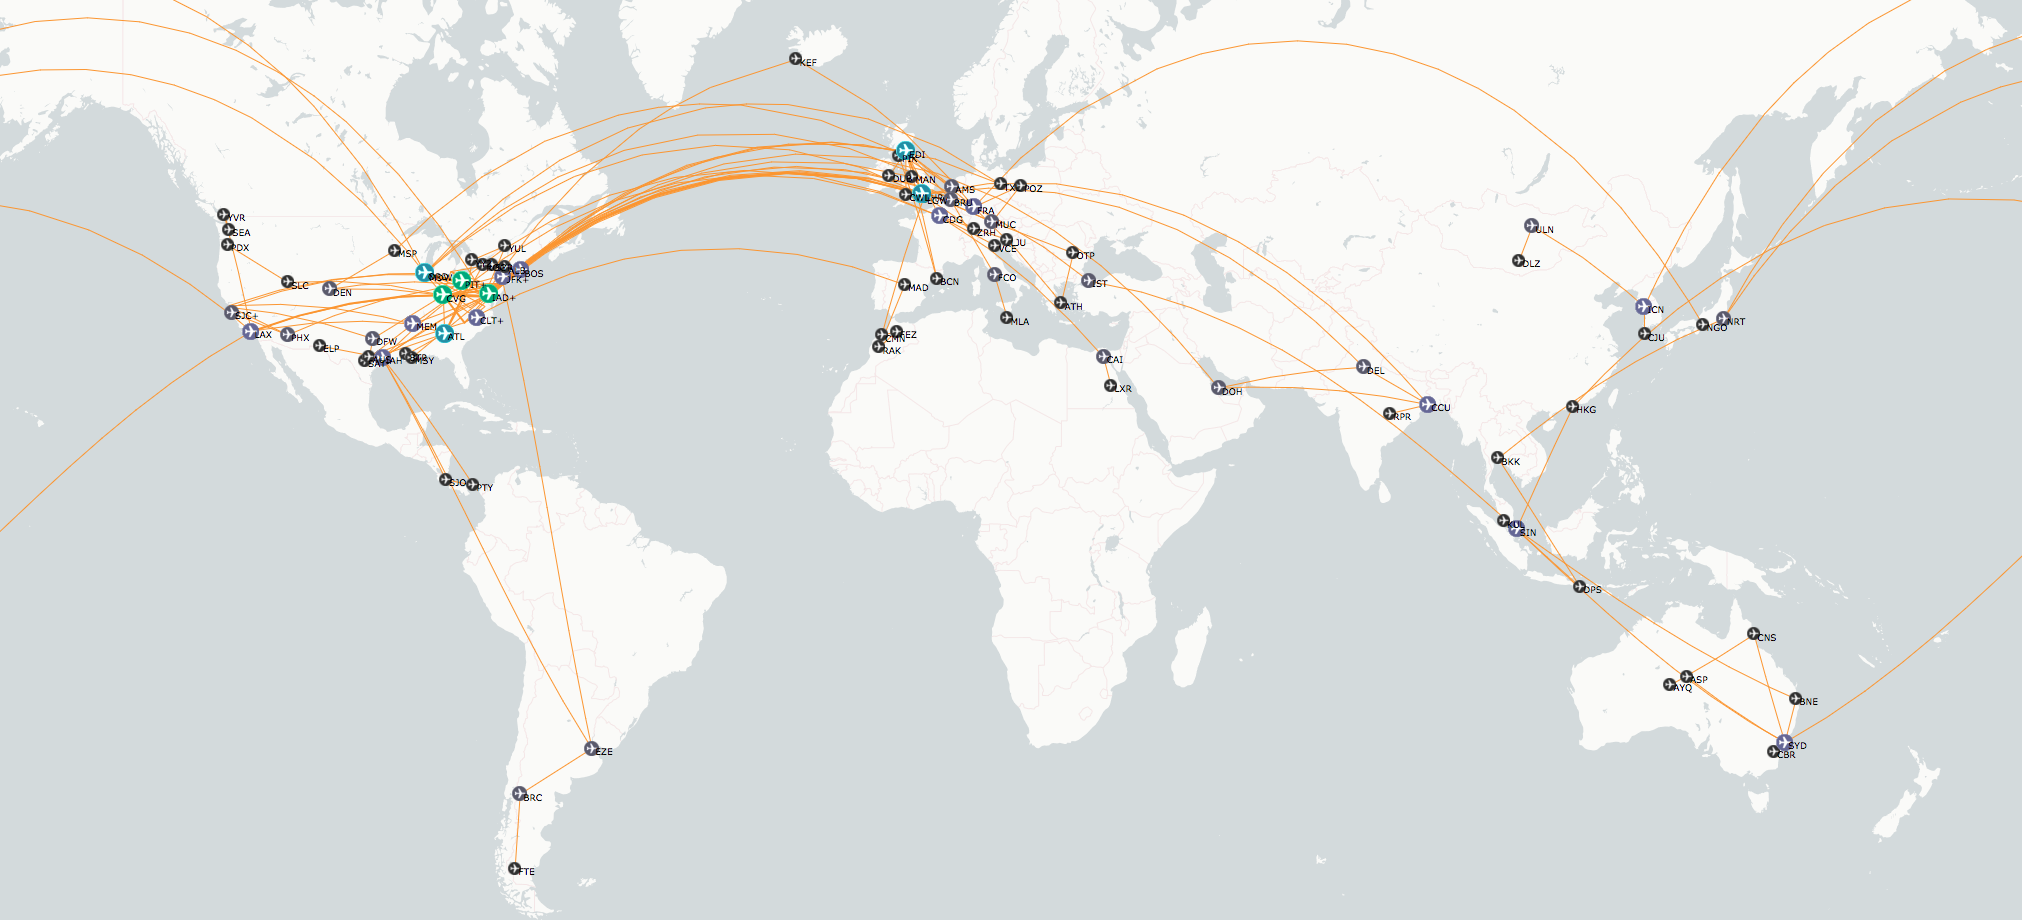 KEF
EDI
PIK
DUB
MAN
AMS
TXL
POZ
LGW
BRU
FRA
CDG
MUC
ZRH
LJU
VCE
OTP
FCO
IST
MAD
BCN
ATH
MLA
FEZ
CMN
RAK
CAI
LXR
DOH
DEL
RPR
CCU
ULN
DLZ
ICN
CJU
NGO
NRT
HKG
BKK
KUL
SIN
DPS
CNS
ASP
AYQ
BNE
SYD
CBR
YVR
SEA
PDX
MSP
YUL
BOS
JFK+
SLC
DEN
PIT+
CVG
IAD+
SJC+
LAX
PHX
MEM
CLT+
ATL
ELP
DFW
IAH
SAT
MSY
SJO
PTY
EZE
BRC
FTE